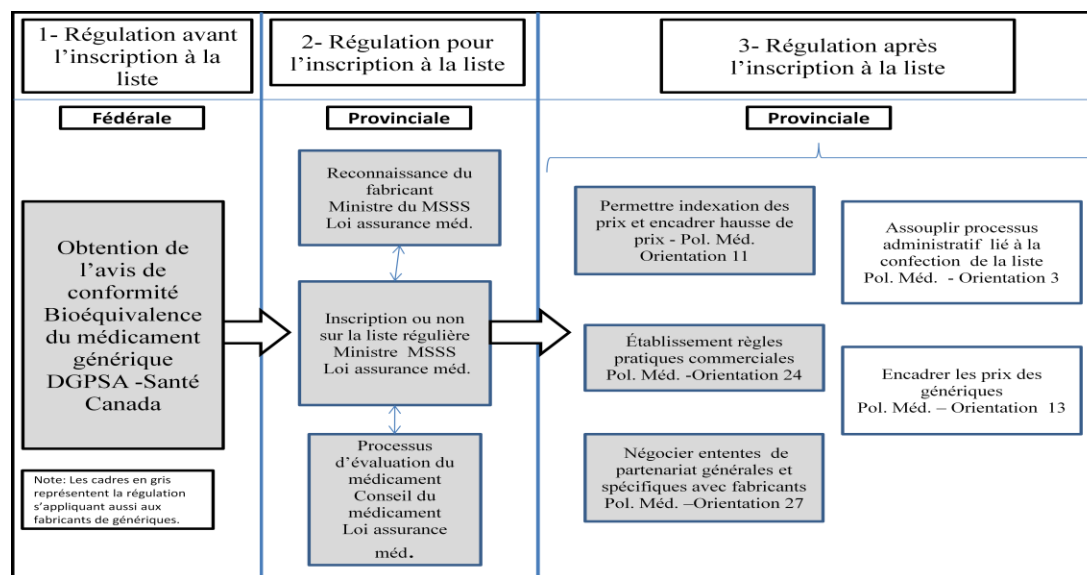 1- Régulation avant
l’inscription à la
liste
Fédérale
Obtention de
l’avis de
conformité
Bioéquivalence
du médicament
générique
DGPSA -Santé
Canada
Note: Les cadres en gris
représentent la régulation
s’appliquant aussi aux
fabricants de génériques.
2- Régulation pour
l’inscription à la liste
Provinciale
Reconnaissance du
fabricant
Ministre du MSSS
Loi assurance méd.
Inscription ou non
sur la liste régulière
Ministre MSSS
Loi assurance méd.
Processus
d’évaluation du
médicament
Conseil du
médicament
Loi assurance
méd.
3- Régulation après
l’inscription à la liste
Provinciale
Permettre indexation des
prix et encadrer hausse de
prix - Pol. Méd.
Orientation 11
Établissement règles
pratiques commerciales
Pol. Méd. -Orientation 24
Négocier ententes de
partenariat générales et
spécifiques avec fabricants
Pol. Méd. –Orientation 27
Assouplir processus
administratif lié à la
confection de la liste
Pol. Méd. - Orientation 3
Encadrer les prix des
génériques
Pol. Méd. – Orientation 13